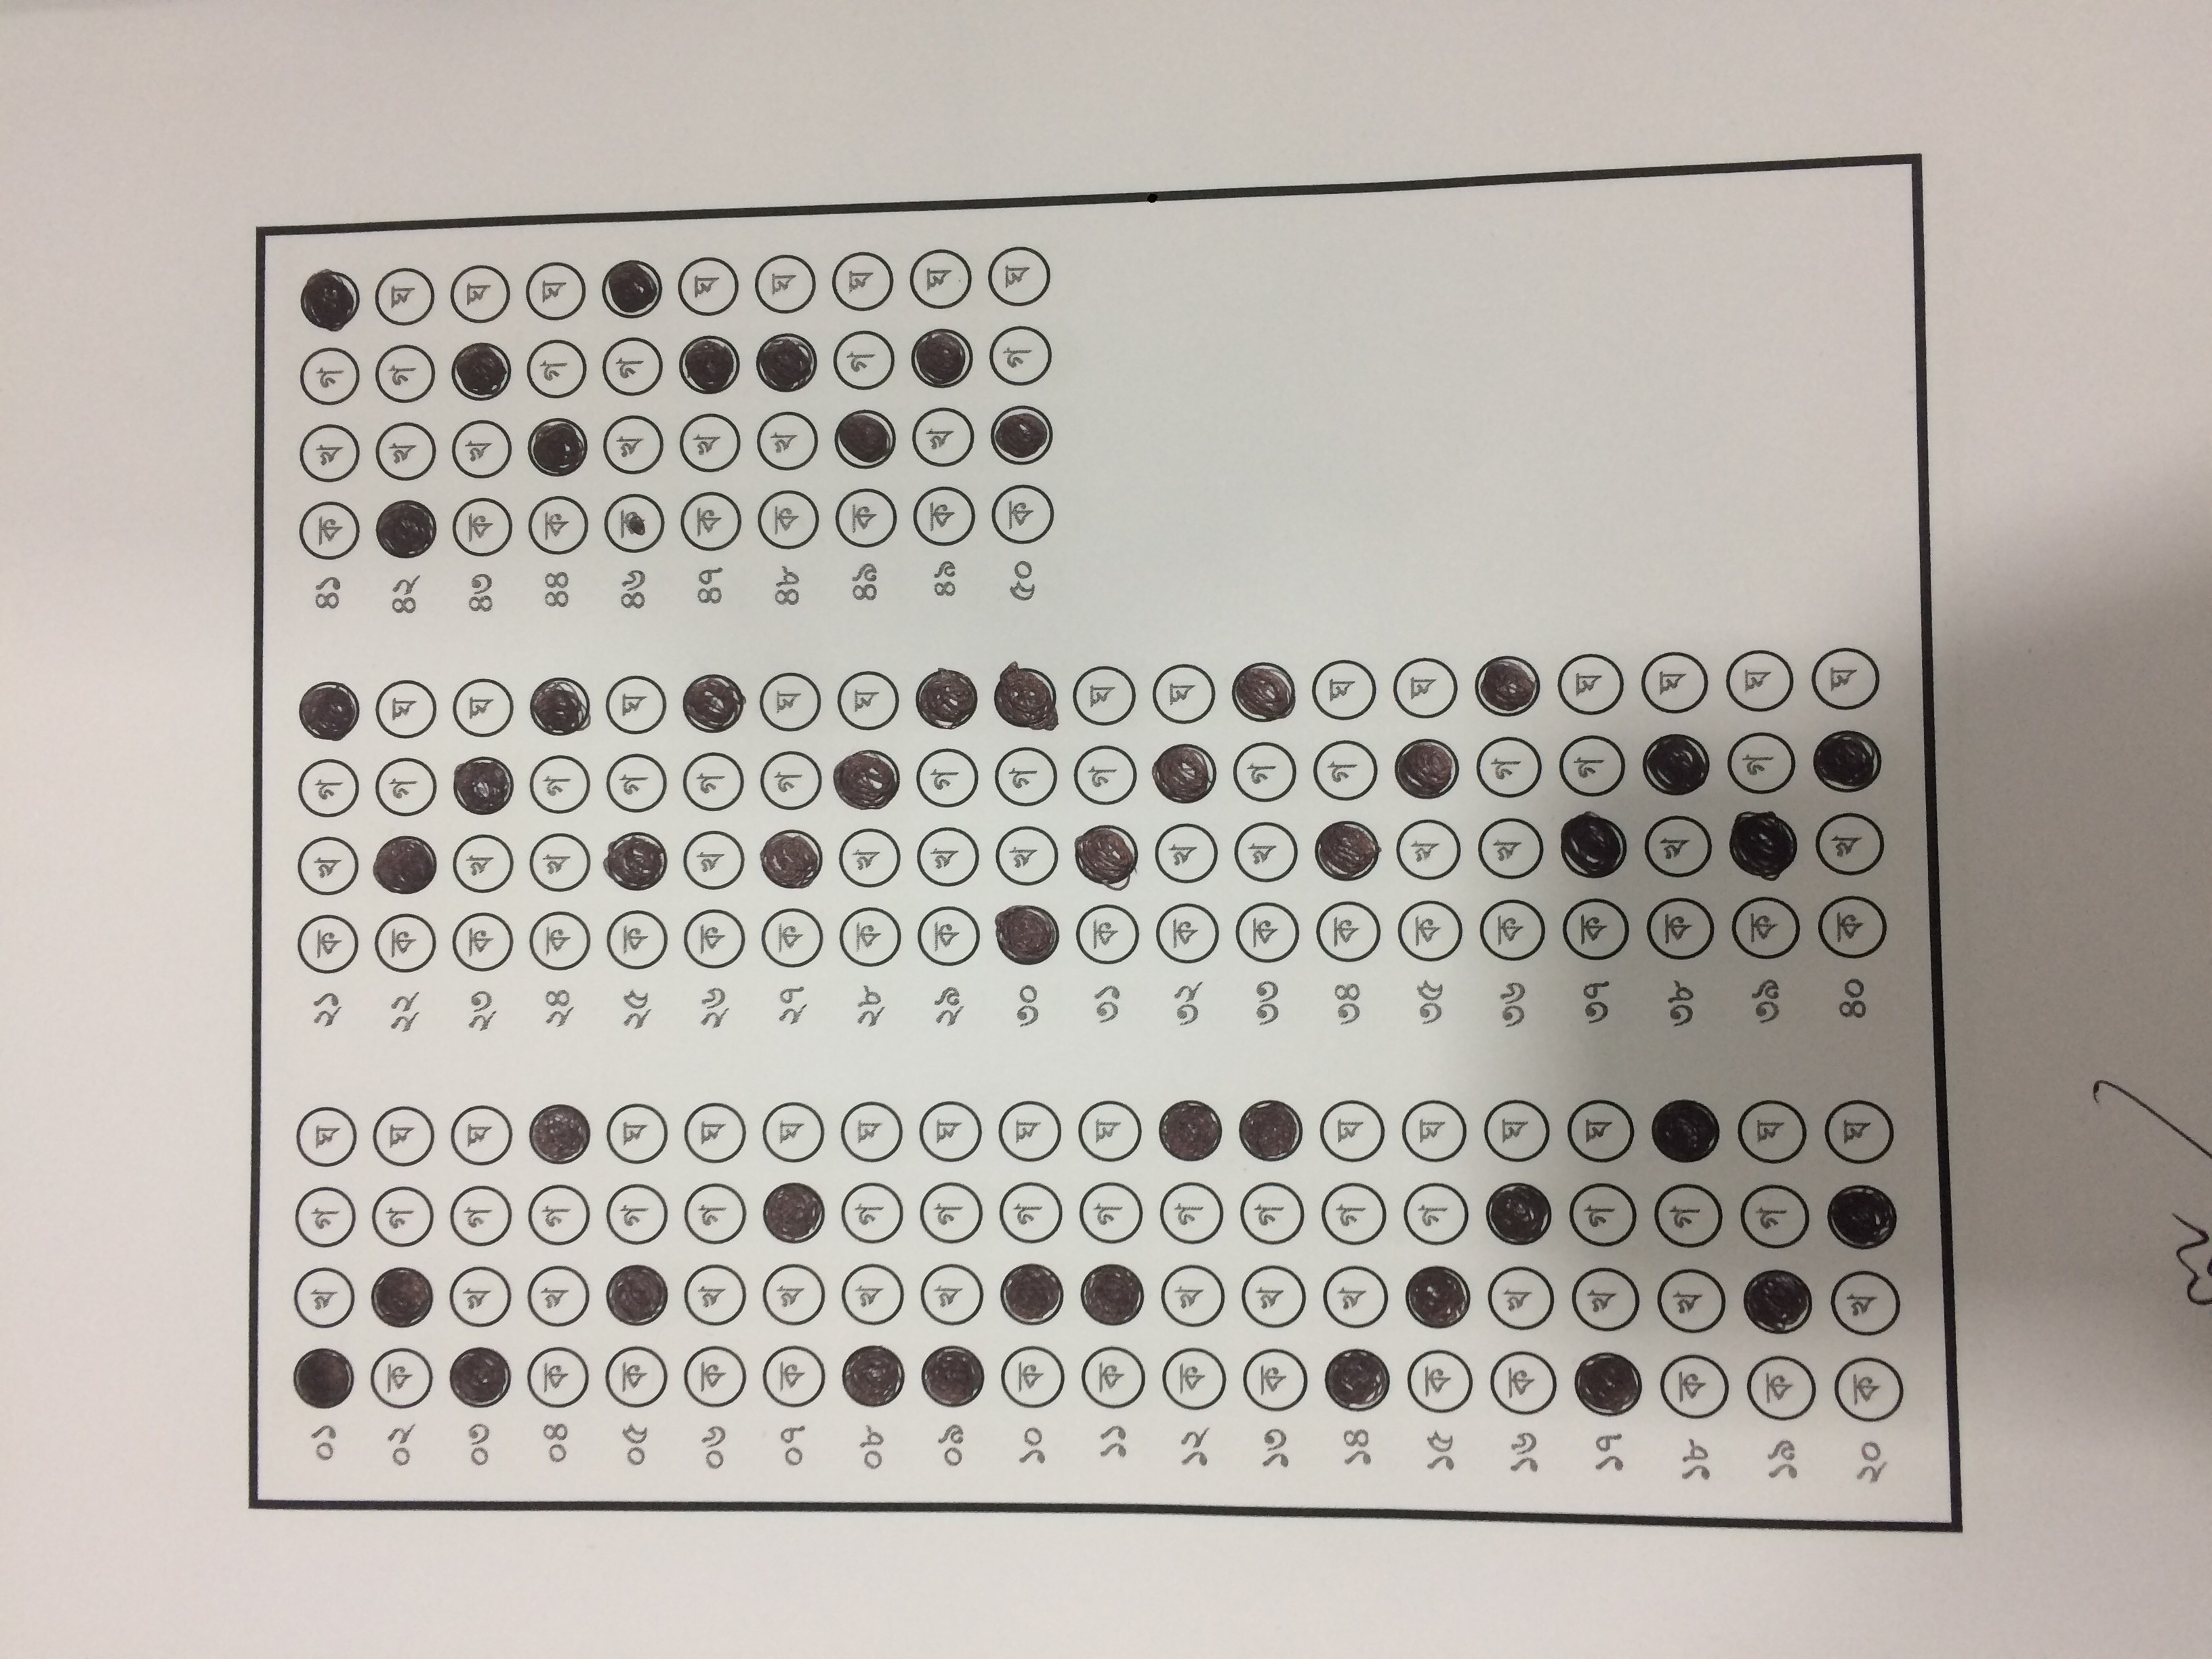 ০১ খ গ ঘ
০২ ক গ ঘ
০৩ খ গ ঘ
০৪ ক খ গ
০৫ ক গ ঘ
০৬ ক খ গ ঘ
০৭ ক খ ঘ
০৮ খ গ ঘ
০৯ খ গ ঘ
১০ ক গ ঘ
১১ ক গ ঘ
১২ ক খ গ
১৩ ক খ গ
১৪ খ গ ঘ
১৫ ক গ ঘ
১৬ ক খ ঘ
১৭ খ গ ঘ
১৮ ক খ গ
১৯ ক গ ঘ
২০ ক খ ঘ
২১ ক খ গ
২২ ক গ ঘ
২৩ ক খ ঘ
২৪ ক খ গ
২৫ ক গ ঘ
২৬ ক খ গ
২৭ ক গ ঘ
২৮ ক খ ঘ
২৯ ক খ গ
৩০ খ গ
৩১ ক গ ঘ
৩২ ক খ ঘ
৩৩ ক খ গ
৩৪ ক গ ঘ
৩৫ ক খ ঘ
৩৬ ক খ গ
৩৭ ক গ ঘ
৩৮ ক খ ঘ
৩৯ ক গ ঘ
৪০ ক খ ঘ
৪১ ক খ গ
৪২ খ গ ঘ
৪৩ ক খ ঘ
৪৪ ক গ ঘ
৪৬ ক খ গ
৪৭ ক খ ঘ
৪৮ ক খ ঘ
৪৯ ক গ ঘ
৪৯ ক খ ঘ
৫০ ক গ ঘ